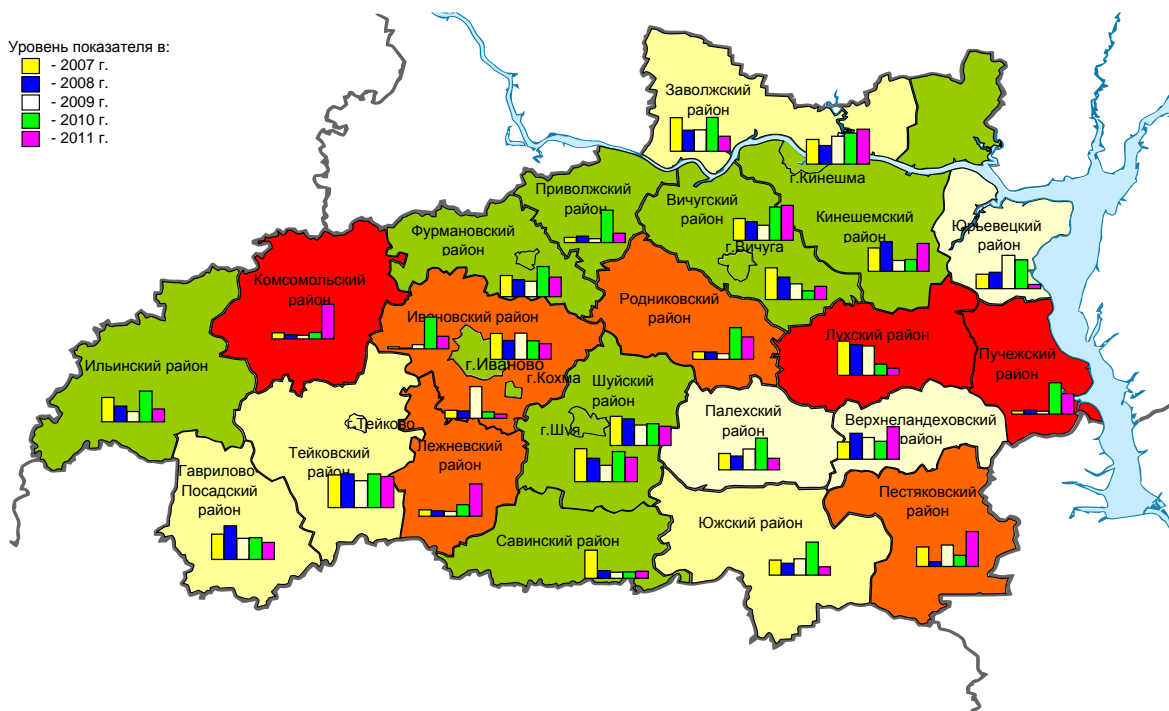 Уровень показателя в:
- 2007 г.
- 2008 г.
- 2009 г.
- 2010 г.
- 2011 г.
Заволжский
район
г.Кинешма
Приволжский
район
Вичугский
район
Кинешемский
район
Юрьевецкий
район
Фурмановский
район
г.Вичуга
Комсомольский
район
Родниковский
район
Ивановский район
Лухский район
Пучежский
район
Ильинский район
г.Иваново
г.Кохма
Шуйский
район
Палехский
район
Верхнеландеховский
район
г.Тейково
г.Шуя
Лежневский
район
Тейковский
район
Гаврилово-
Посадский
район
Пестяковский
район
Южский район
Савинский район